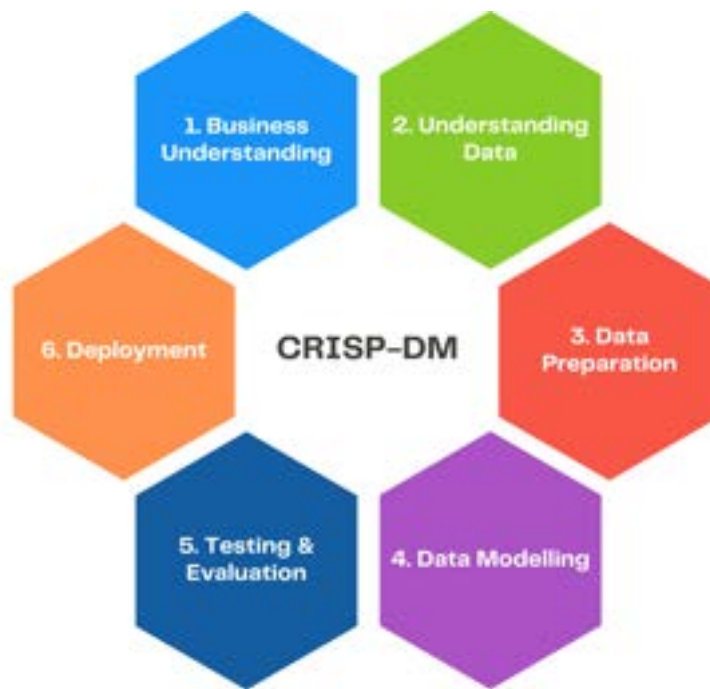 1. Business
Understanding
2. Understanding
Data
3. Data
Preparation
4. Data Modelling
5. Testing &
Evaluation
6. Deployment
CRISP-DM